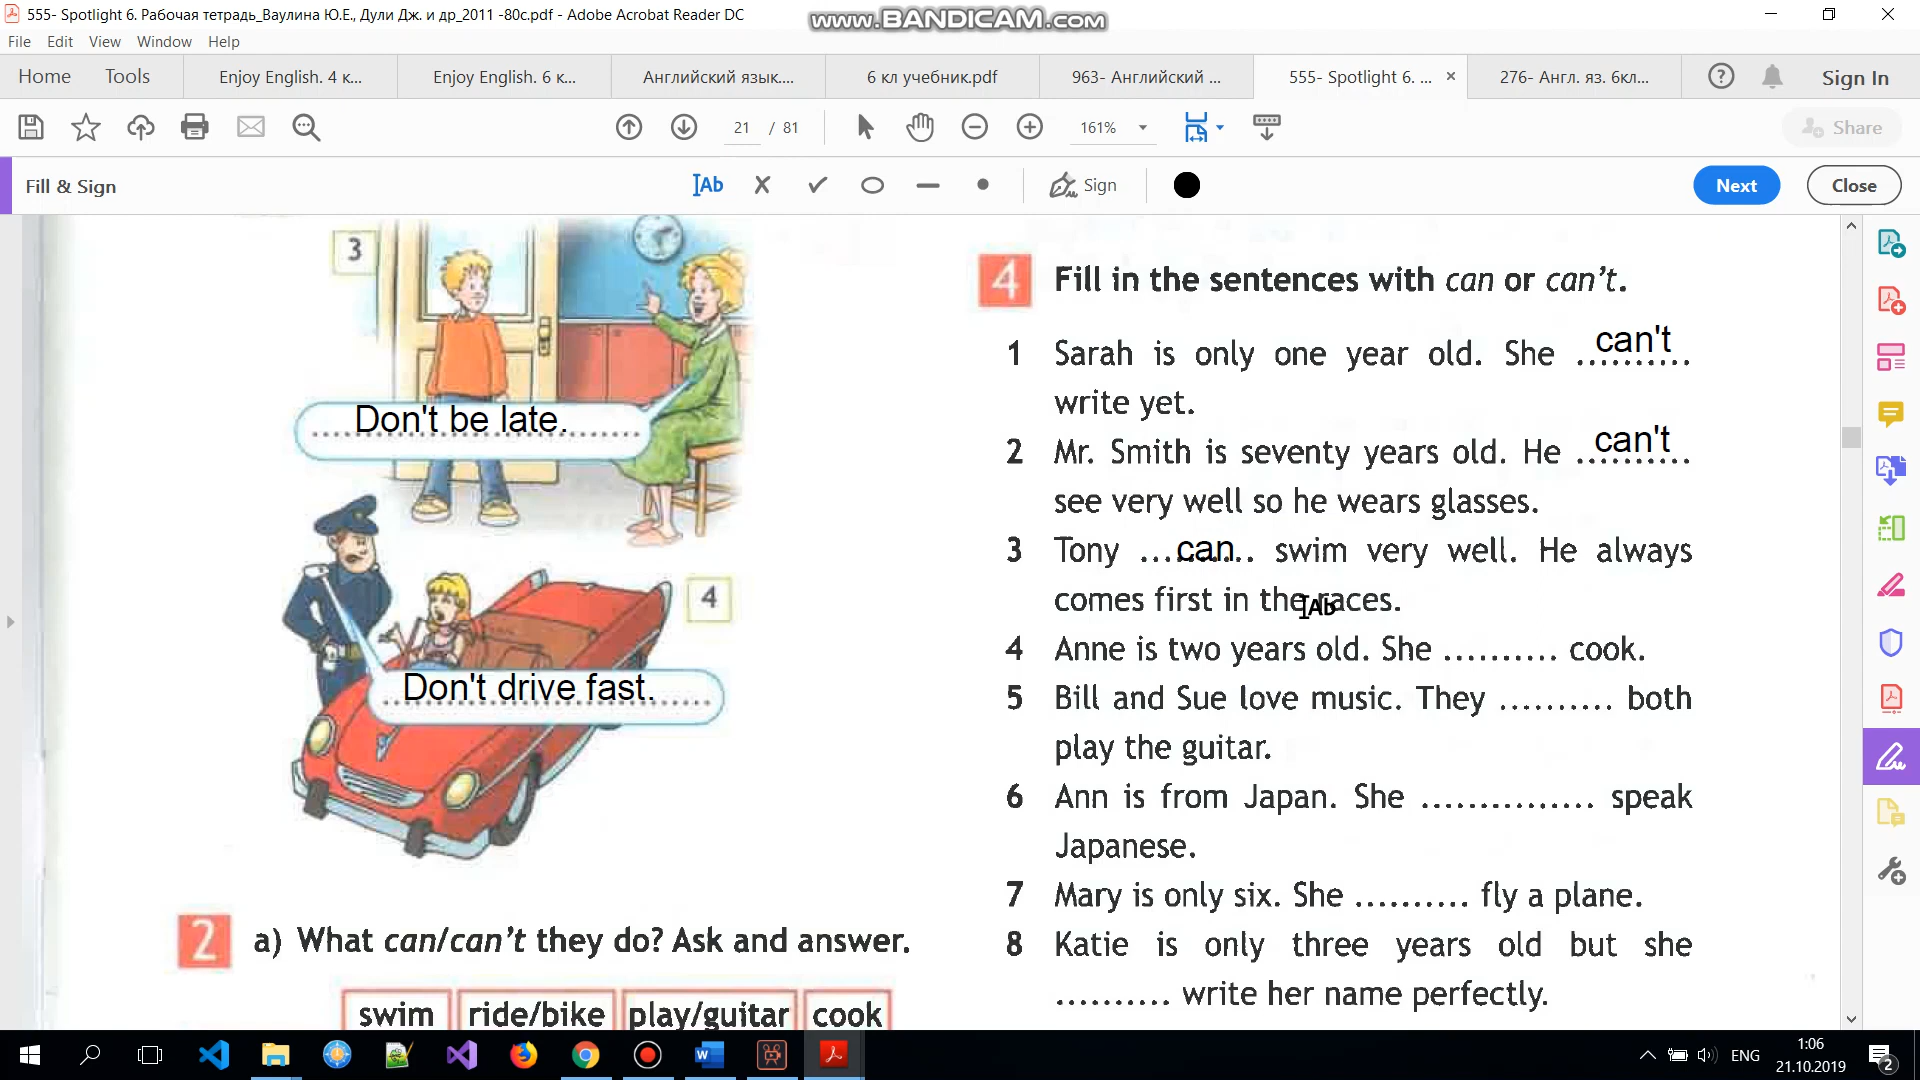 555- Spotlight 6. Рабочая тетрадь_Ваулина Ю.Е., Дули Дж. и др_2011 -80с.pdf - Adobe Acrobat Reader DC
www.BANDICAM.com
File Edit View Window Help
Home Tools Enjoy English. 4 к... Enjoy English. 6 к... Английский язык.... 6 кл учебник.pdf 963- Английский ... 555- Spotlight 6. ... 276- Англ. яз. 6кл... Sign In
21 / 81 161% Share
Fill & Sign Ab Sign Next Close
3
Don't be late.
4
Don't drive fast.
2 a) What can/can't they do? Ask and answer.
swim ride/bike play/guitar cook
4 Fill in the sentences with can or can't.
1 Sarah is only one year old. She can't
write yet.
2 Mr. Smith is seventy years old. He can't
see very well so he wears glasses.
3 Tony ...can.. swim very well. He always
comes first in the races.
Ab
4 Anne is two years old. She .......... cook.
5 Bill and Sue love music. They .......... both
play the guitar.
6 Ann is from Japan. She ............... speak
Japanese.
7 Mary is only six. She .......... fly a plane.
8 Katie is only three years old but she
.......... write her name perfectly.
ENG 1:06
21.10.2019
2